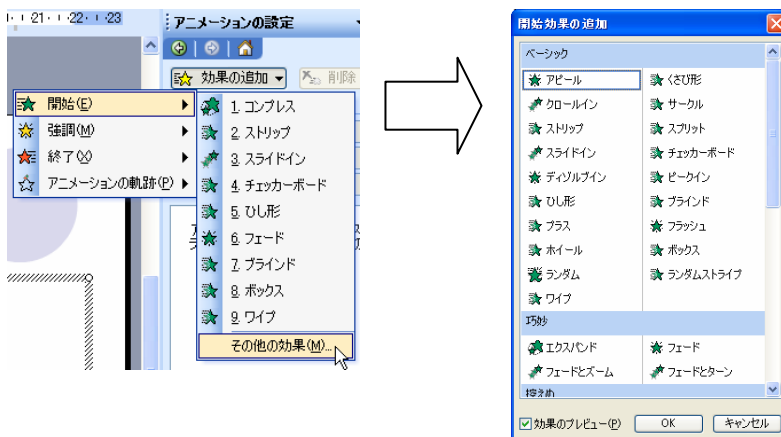 21 · 22 · 23
アニメーションの設定
効果の追加 削除
開始(E)
強調(M)
終了(X)
アニメーションの軌跡(P)
1. コンプレス
2. ストリップ
3. スライドイン
4. チェッカーボード
5. ひし形
6. フェード
7. ブラインド
8. ボックス
9. ワイプ
その他の効果(M)...
開始効果の追加
ベーシック
アピール くさび形
クロールイン サークル
ストリップ スプリット
スライドイン チェッカーボード
ディゾルブイン ピークイン
ひし形 ブラインド
プラス フラッシュ
ホイール ボックス
ランダム ランダムストライプ
ワイプ
巧妙
エクスパンド フェード
フェードとズーム フェードとターン
控えめ
効果のプレビュー(P) OK キャンセル